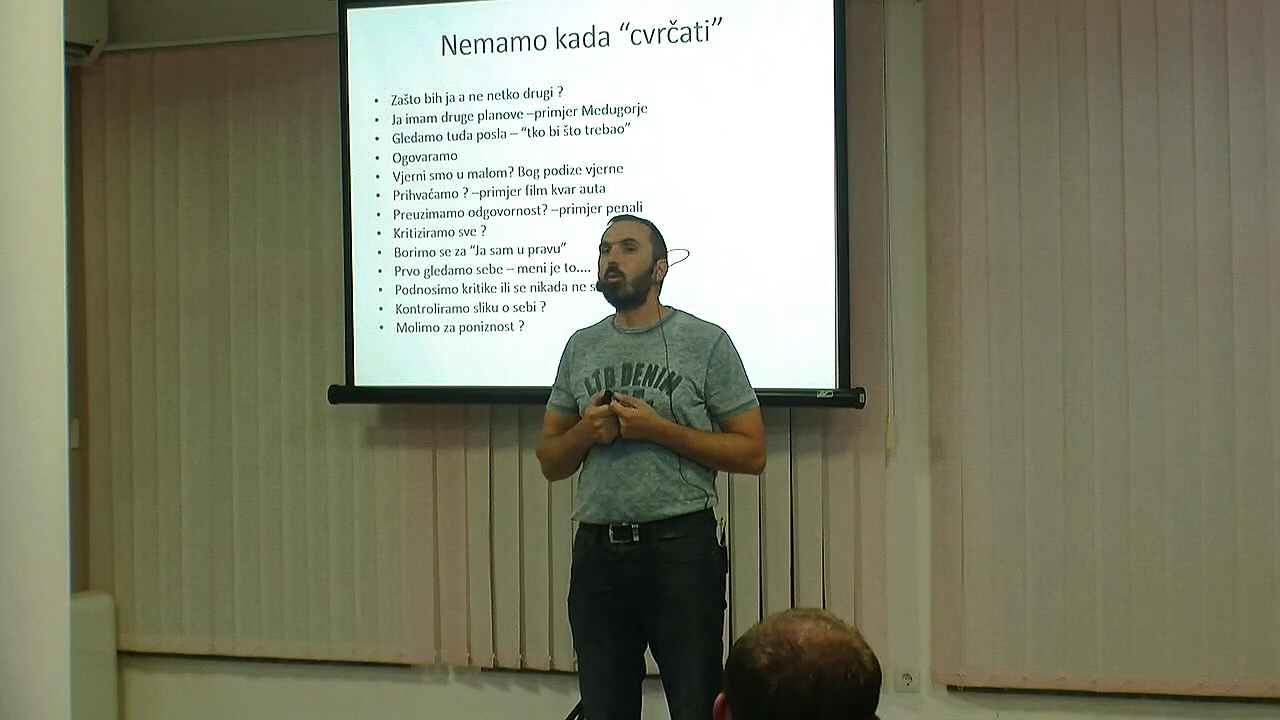 Nemamo kada “cvrčati”
• Zašto bih ja a ne netko drugi ?
• Ja imam druge planove –primjer Medugorje
• Gledamo tuđa posla – “tko bi što trebao”
• Ogovaramo
• Vjerni smo u malom? Bog podize vjerne
• Prihvaćamo ? –primjer film kvar auta
• Preuzimamo odgovornost? –primjer penali
• Kritiziramo sve ?
• Borimo se za “Ja sam u pravu”
• Prvo gledamo sebe – meni je to....
• Podnosimo kritike ili se nikada ne
• Kontroliramo sliku o sebi ?
• Molimo za poniznost ?
LTB DENIM